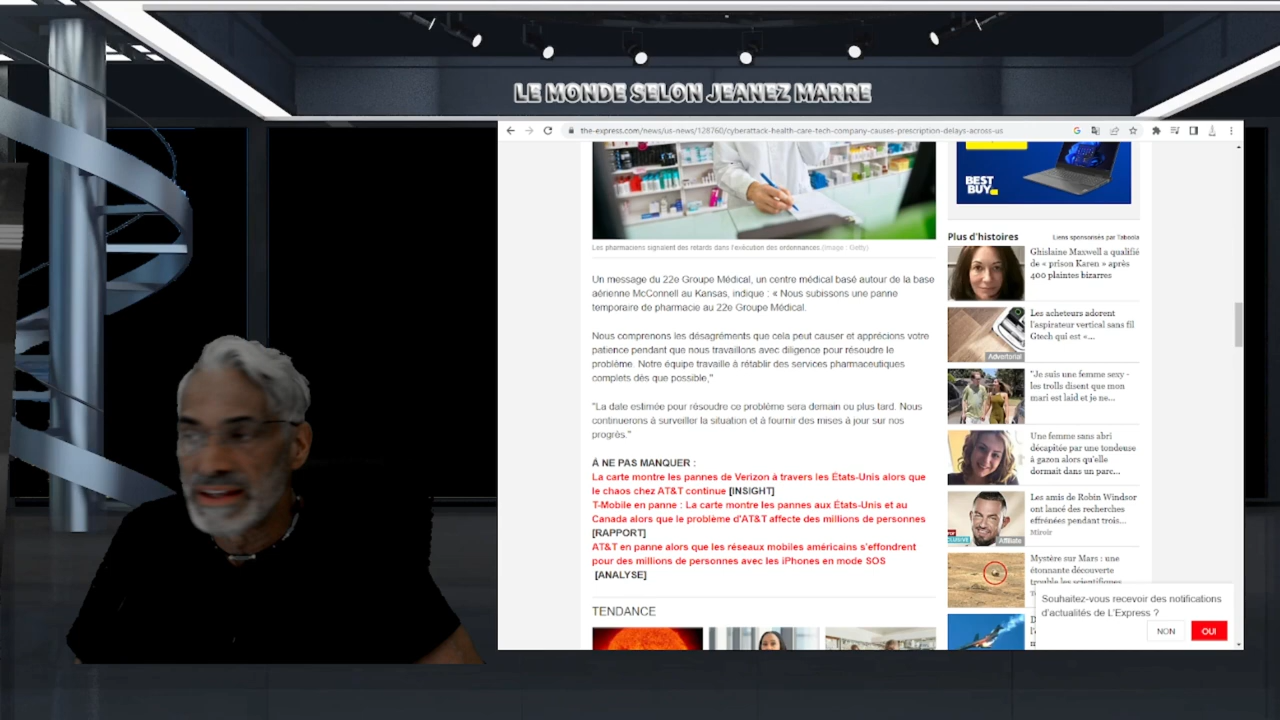 LE MONDE SELON JEANEZ MARRE
the-express.com/news/us-news/128760/cyberattack-health-care-tech-company-causes-prescription-delays-across-us
BEST
BUY
Les pharmaciens signalent des retards dans l'exécution des ordonnances. (Image : Getty)
Un message du 22e Groupe Médical, un centre médical basé autour de la base
aérienne McConnell au Kansas, indique : « Nous subissons une panne
temporaire de pharmacie au 22e Groupe Médical.
Nous comprenons les désagréments que cela peut causer et apprécions votre
patience pendant que nous travaillons avec diligence pour résoudre le
problème. Notre équipe travaille à rétablir des services pharmaceutiques
complets dès que possible,"
"La date estimée pour résoudre ce problème sera demain ou plus tard. Nous
continuerons à surveiller la situation et à fournir des mises à jour sur nos
progrès."
À NE PAS MANQUER :
La carte montre les pannes de Verizon à travers les États-Unis alors que
le chaos chez AT&T continue [INSIGHT]
T-Mobile en panne : La carte montre les pannes aux États-Unis et au
Canada alors que le problème d'AT&T affecte des millions de personnes
[RAPPORT]
AT&T en panne alors que les réseaux mobiles américains s'effondrent
pour des millions de personnes avec les iPhones en mode SOS
[ANALYSE]
TENDANCE
Plus d'histoires
Liens sponsorisés par Taboola
Ghislaine Maxwell a qualifié
de « prison Karen » après
400 plaintes bizarres
Les acheteurs adorent
l'aspirateur vertical sans fil
Gtech qui est «...
Advertorial
"Je suis une femme sexy -
les trolls disent que mon
mari est laid et je ne...
Une femme sans abri
décapitée par une tondeuse
à gazon alors qu'elle
dormait dans un parc...
Les amis de Robin Windsor
ont lancé des recherches
effrénées pendant trois...
Miroir
Affiliate
Mystère sur Mars : une
étonnante découverte
trouble les scientifiques
Souhaitez-vous recevoir des notifications
d'actualités de L'Express ?
NON
OUI